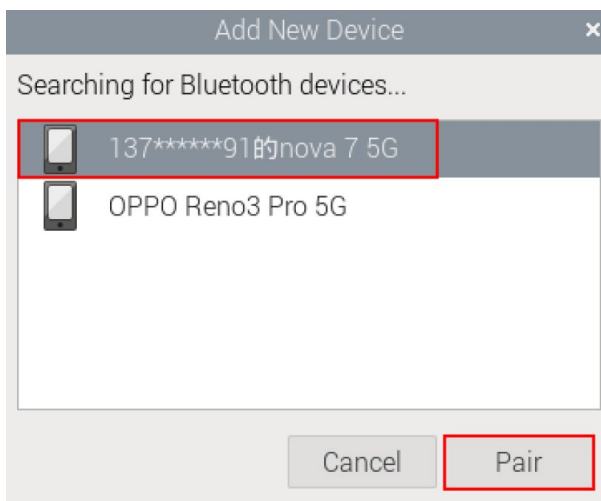 Add New Device ×
Searching for Bluetooth devices...
137******91的nova 7 5G
OPPO Reno3 Pro 5G
Cancel Pair